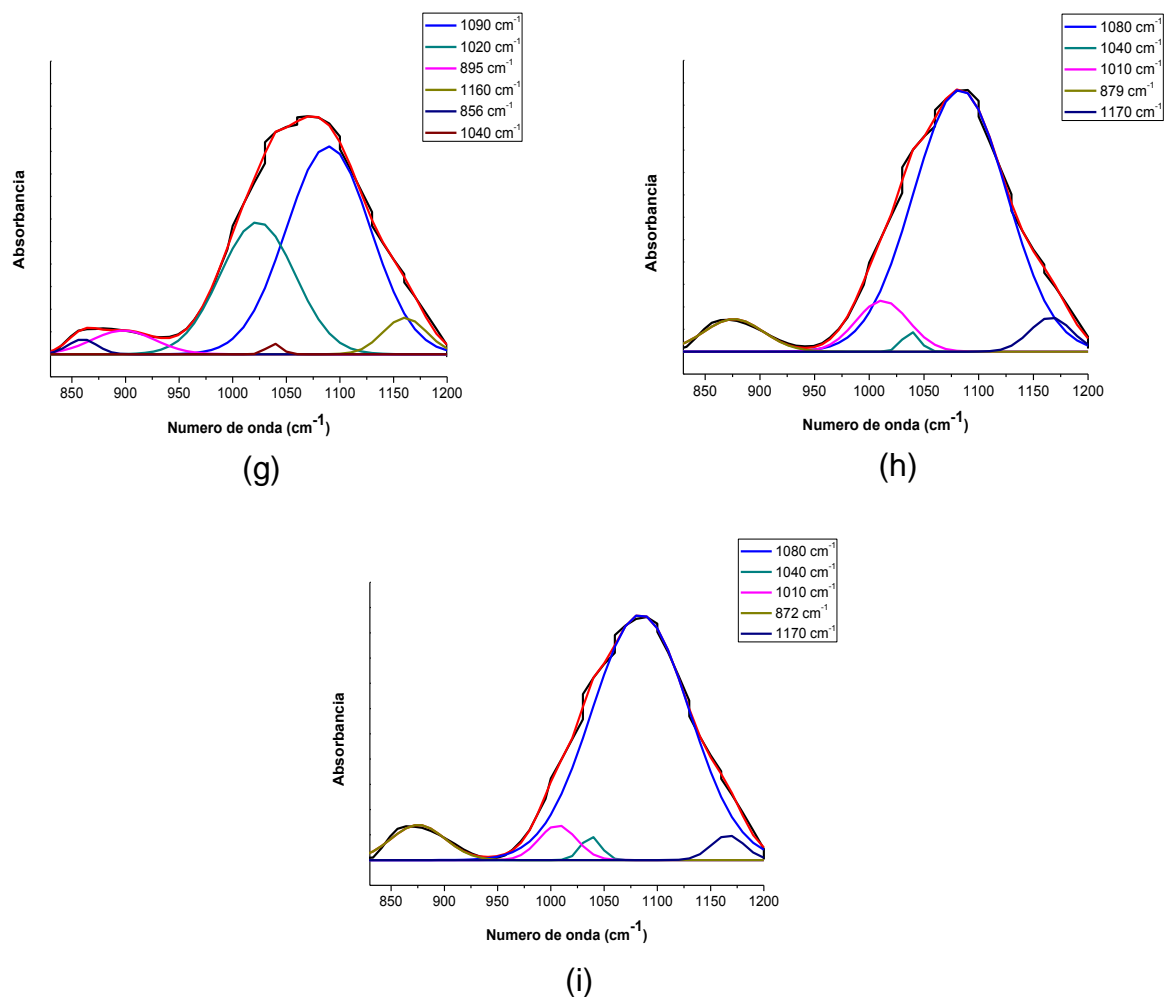 1090 cm-1
1020 cm-1
895 cm-1
1160 cm-1
856 cm-1
1040 cm-1
Absorbancia
850 900 950 1000 1050 1100 1150 1200
Numero de onda (cm-1)
(g)
1080 cm-1
1040 cm-1
1010 cm-1
879 cm-1
1170 cm-1
Absorbancia
850 900 950 1000 1050 1100 1150 1200
Numero de onda (cm-1)
(h)
1080 cm-1
1040 cm-1
1010 cm-1
872 cm-1
1170 cm-1
Absorbancia
850 900 950 1000 1050 1100 1150 1200
Numero de onda (cm-1)
(i)